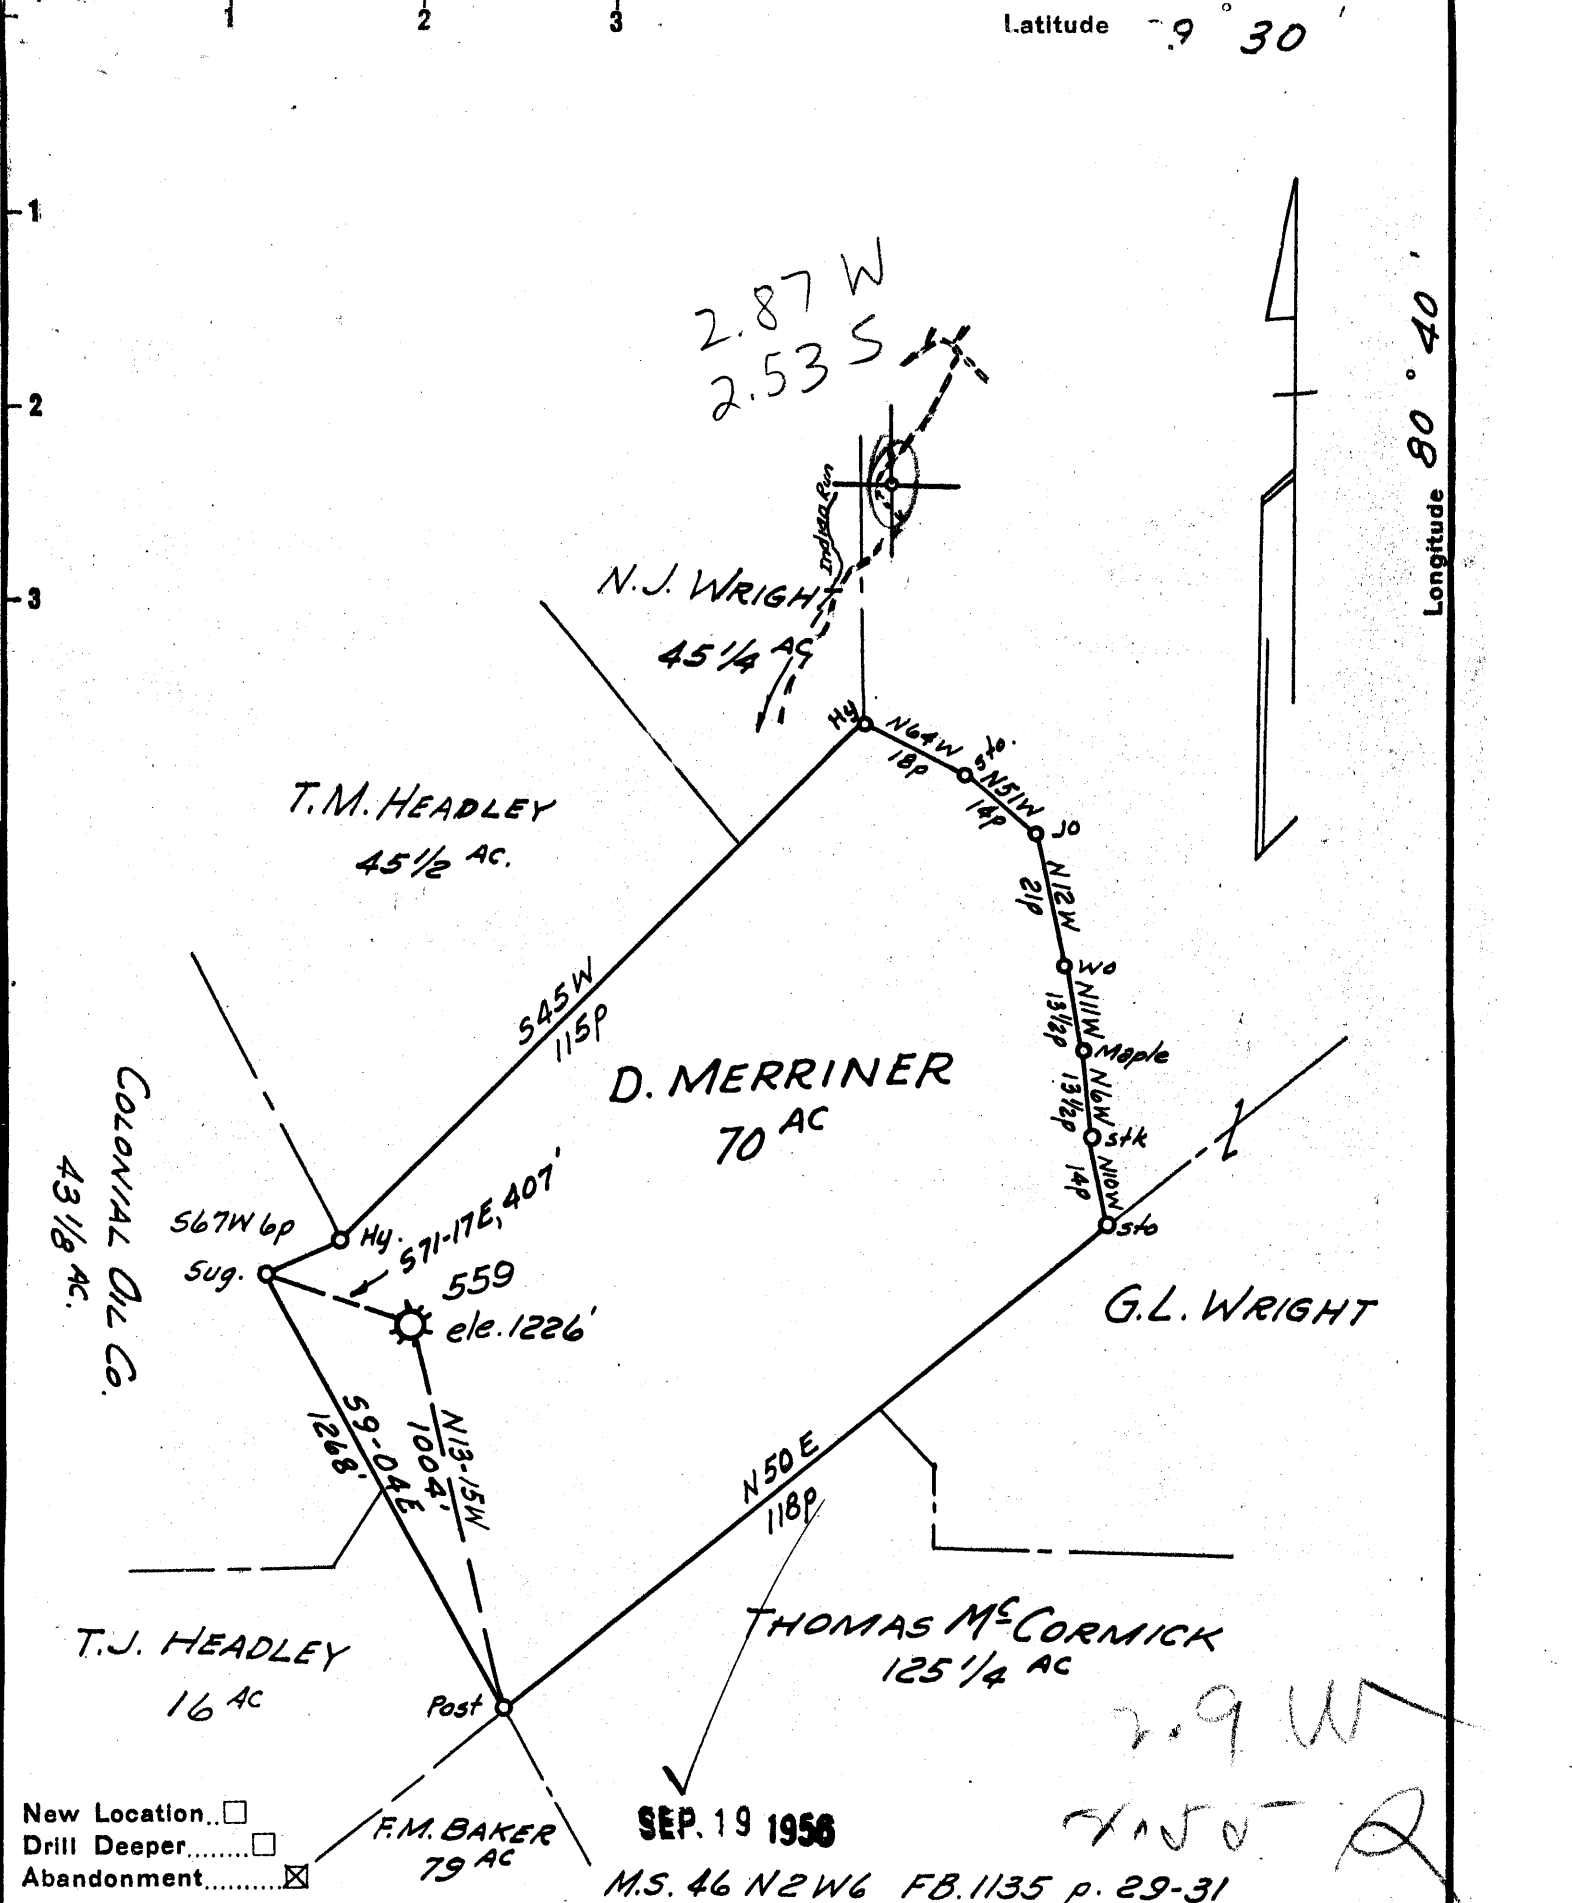 1 2 3
Latitude 9° 30'
1
2
3
Longitude 80° 40'
2.87 W
2.53 S
Indian Run
N.J. WRIGHT
45 1/4 AC
Hy
N64W
18p
sto.
N51W
14p
JO
N12W
21p
WO
N11W
13 1/2p
Maple
N6W
13 1/2p
stk
N10W
14p
sto
T.M. HEADLEY
45 1/2 AC.
S45W
115p
D. MERRINER
70 AC
COLONIAL OIL CO.
43 1/8 AC.
S67W 6p
Hy.
Sug.
S71-17E, 407'
559
ele. 1226'
G.L. WRIGHT
S9-04E
1268'
N13-15W
1004'
N50E
118p
T.J. HEADLEY
16 AC
Post
THOMAS McCORMICK
125 1/4 AC
2.9 W
New Location..☐
Drill Deeper........☐
Abandonment..........☒
F.M. BAKER
79 AC
SEP. 19 1956
M.S. 46 N2W6 FB.1135 p. 29-31